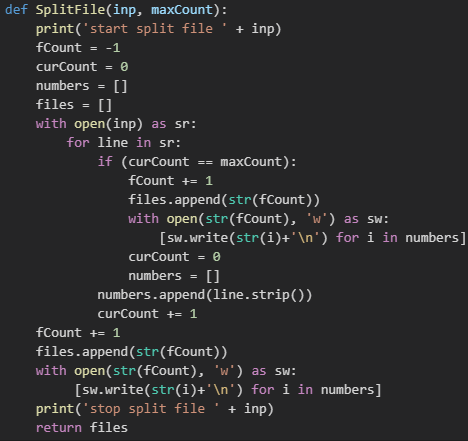 def SplitFile(inp, maxCount):
    print('start split file ' + inp)
    fCount = -1
    curCount = 0
    numbers = []
    files = []
    with open(inp) as sr:
        for line in sr:
            if (curCount == maxCount):
                fCount += 1
                files.append(str(fCount))
                with open(str(fCount), 'w') as sw:
                    [sw.write(str(i)+'\n') for i in numbers]
                curCount = 0
                numbers = []
            numbers.append(line.strip())
            curCount += 1
    fCount += 1
    files.append(str(fCount))
    with open(str(fCount), 'w') as sw:
         [sw.write(str(i)+'\n') for i in numbers]
    print('stop split file ' + inp)
    return files